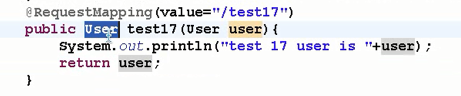 @RequestMapping(value="/test17")
public User test17(User user){
System.out.println("test 17 user is "+user);
return user;
}